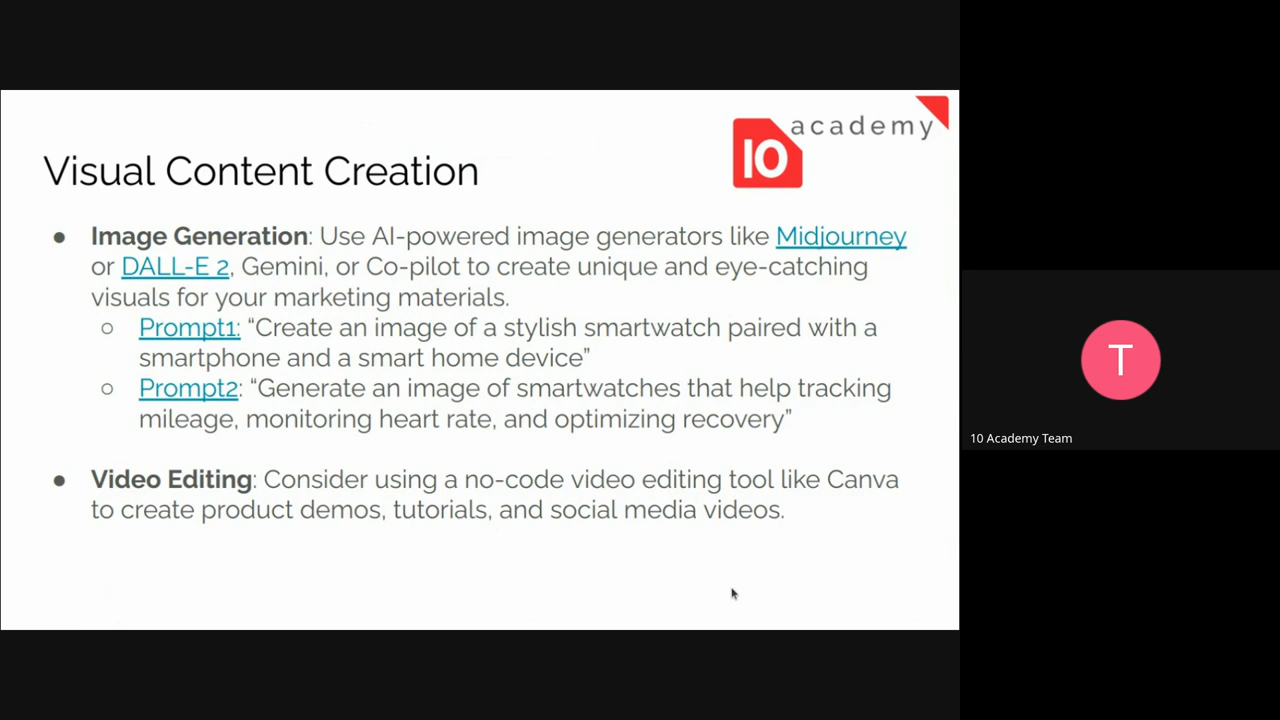 academy
10
Visual Content Creation
● Image Generation: Use AI-powered image generators like Midjourney
or DALL-E 2, Gemini, or Co-pilot to create unique and eye-catching
visuals for your marketing materials.
○ Prompt1: “Create an image of a stylish smartwatch paired with a
smartphone and a smart home device”
○ Prompt2: “Generate an image of smartwatches that help tracking
mileage, monitoring heart rate, and optimizing recovery”
● Video Editing: Consider using a no-code video editing tool like Canva
to create product demos, tutorials, and social media videos.
T
10 Academy Team